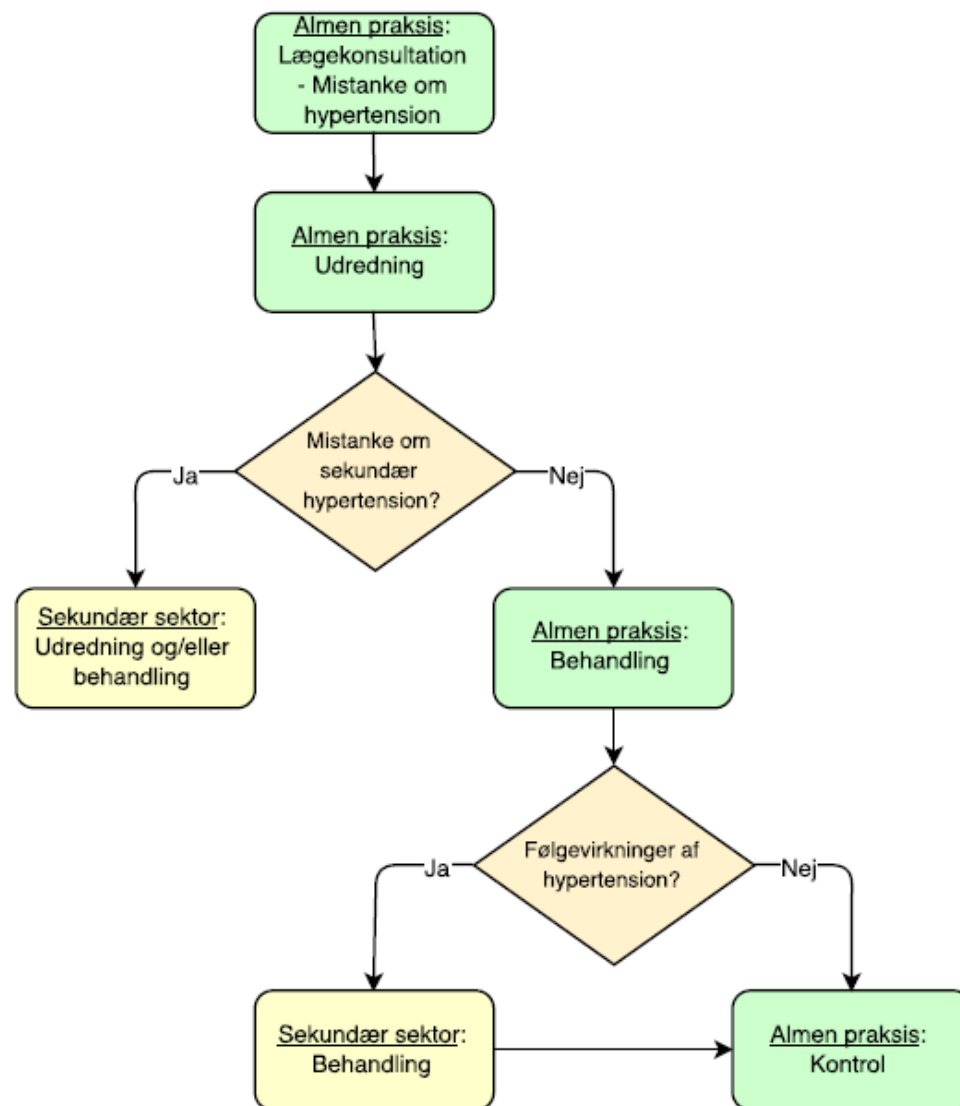 Almen praksis:
Lægekonsultation
- Mistanke om
hypertension
Almen praksis:
Udredning
Mistanke om
sekundær
hypertension?
Ja
Nej
Sekundær sektor:
Udredning og/eller
behandling
Almen praksis:
Behandling
Følgevirkninger af
hypertension?
Ja
Nej
Sekundær sektor:
Behandling
Almen praksis:
Kontrol